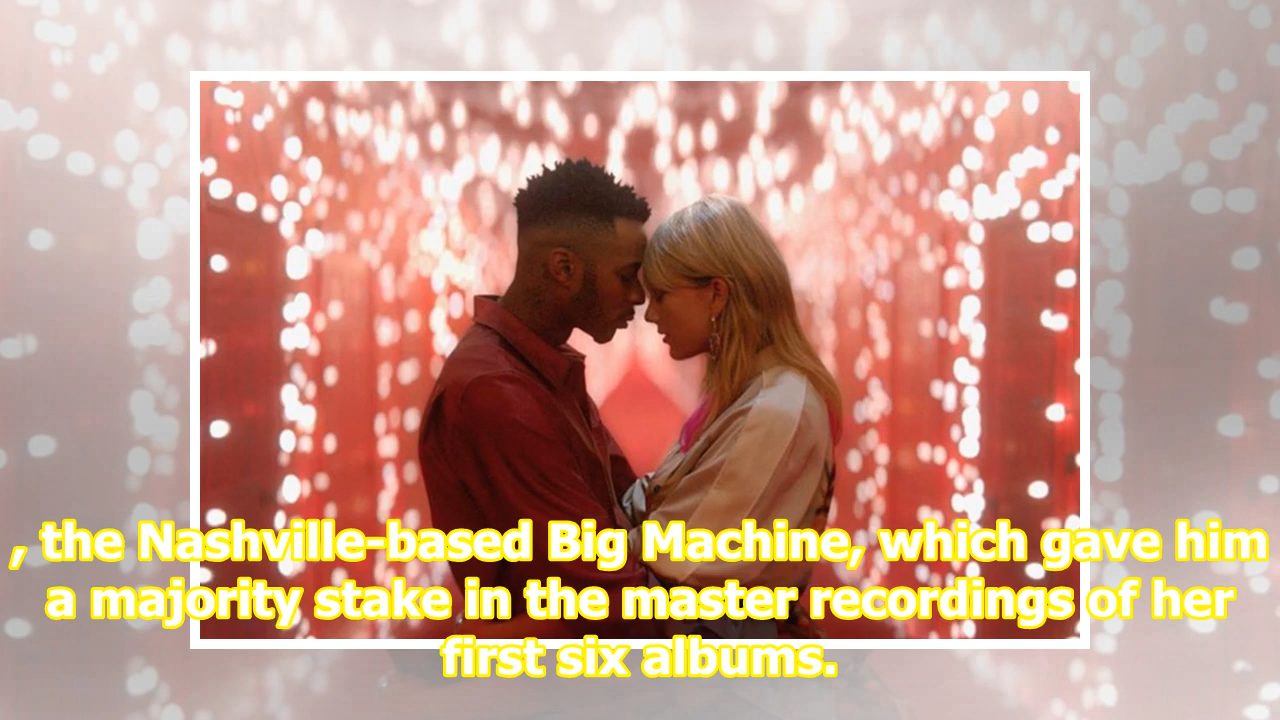 , the Nashville-based Big Machine, which gave him
a majority stake in the master recordings of her
first six albums.